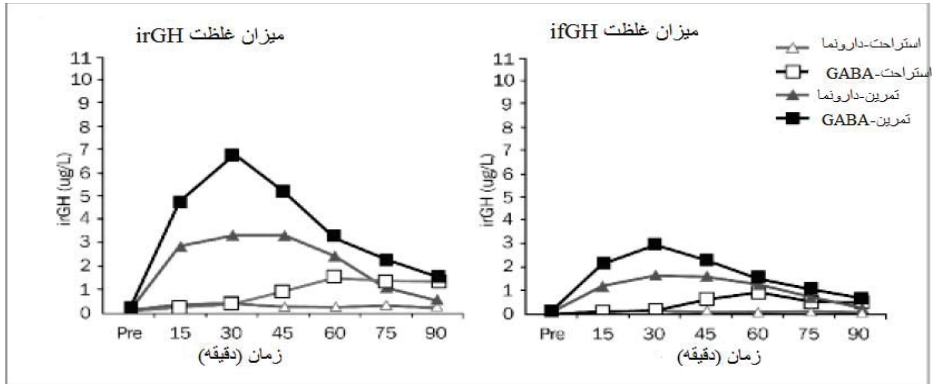 میزان غلظت irGH
11
10
9
8
7
6
5
4
3
2
1
0
irGH (ug/L)
Pre 15 30 45 60 75 90
زمان (دقیقه)
میزان غلظت ifGH
11
10
9
8
7
6
5
4
3
2
1
0
irGH (ug/L)
Pre 15 30 45 60 75 90
زمان (دقیقه)
استراحت-دارونما
استراحت-GABA
تمرین-دارونما
تمرین-GABA